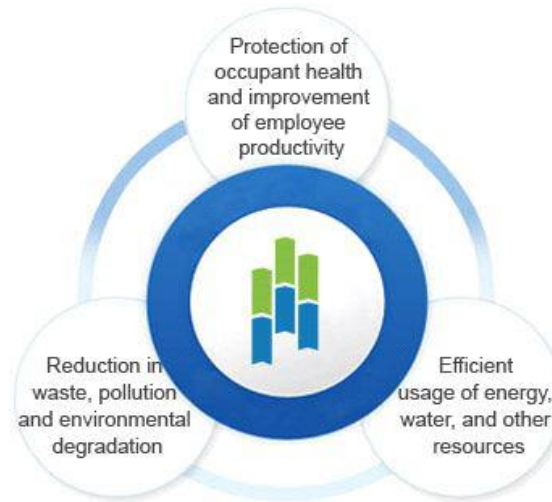 Protection of
occupant health
and improvement
of employee
productivity
Reduction in
waste, pollution
and environmental
degradation
Efficient
usage of energy,
water, and other
resources